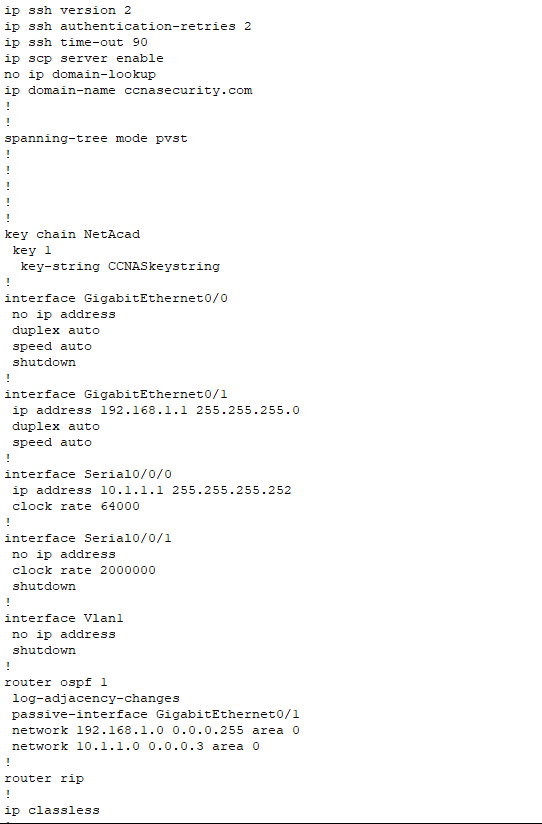 ip ssh version 2
ip ssh authentication-retries 2
ip ssh time-out 90
ip scp server enable
no ip domain-lookup
ip domain-name ccnasecurity.com
!
!
spanning-tree mode pvst
!
!
!
!
!
key chain NetAcad
 key 1
  key-string CCNASkeystring
!
interface GigabitEthernet0/0
 no ip address
 duplex auto
 speed auto
 shutdown
!
interface GigabitEthernet0/1
 ip address 192.168.1.1 255.255.255.0
 duplex auto
 speed auto
!
interface Serial0/0/0
 ip address 10.1.1.1 255.255.255.252
 clock rate 64000
!
interface Serial0/0/1
 no ip address
 clock rate 2000000
 shutdown
!
interface Vlan1
 no ip address
 shutdown
!
router ospf 1
 log-adjacency-changes
 passive-interface GigabitEthernet0/1
 network 192.168.1.0 0.0.0.255 area 0
 network 10.1.1.0 0.0.0.3 area 0
!
router rip
!
ip classless